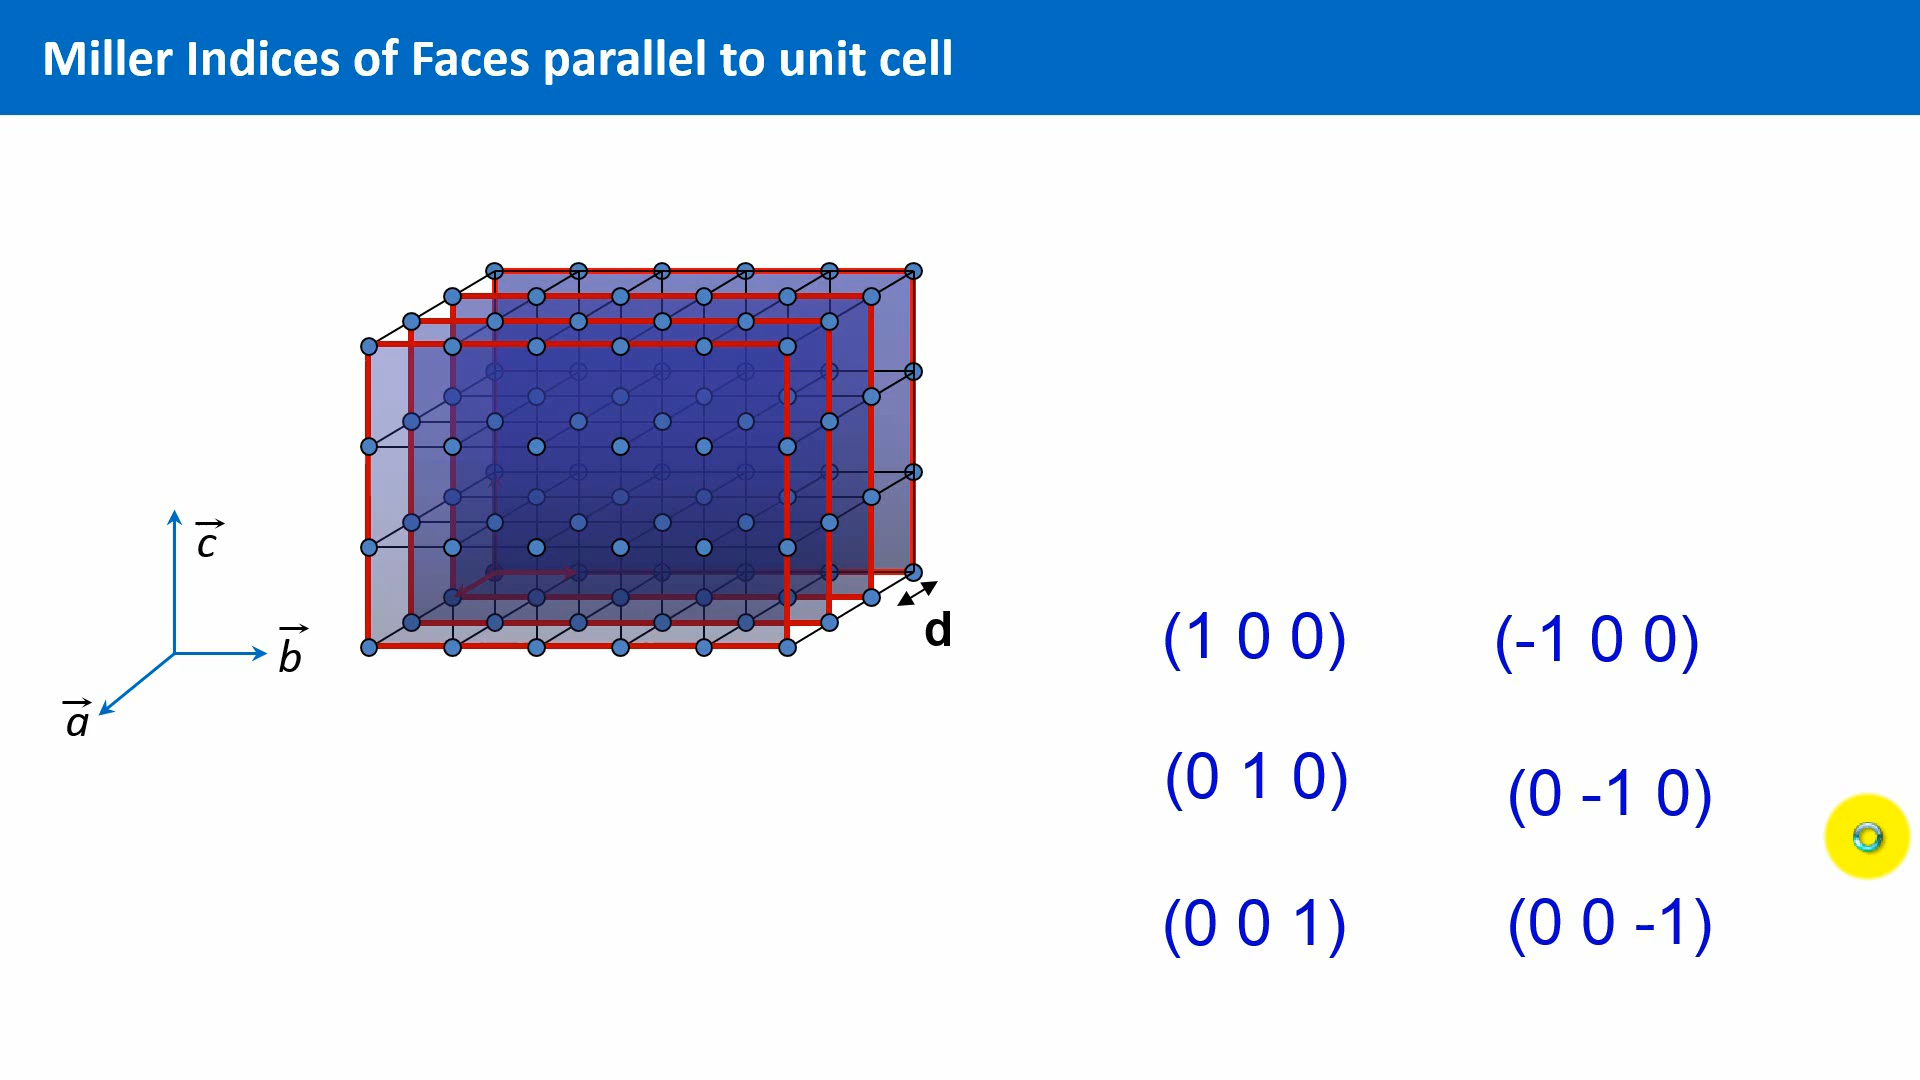 Miller Indices of Faces parallel to unit cell
c
b
a
d
(1 0 0) (-1 0 0)
(0 1 0) (0 -1 0)
(0 0 1) (0 0 -1)